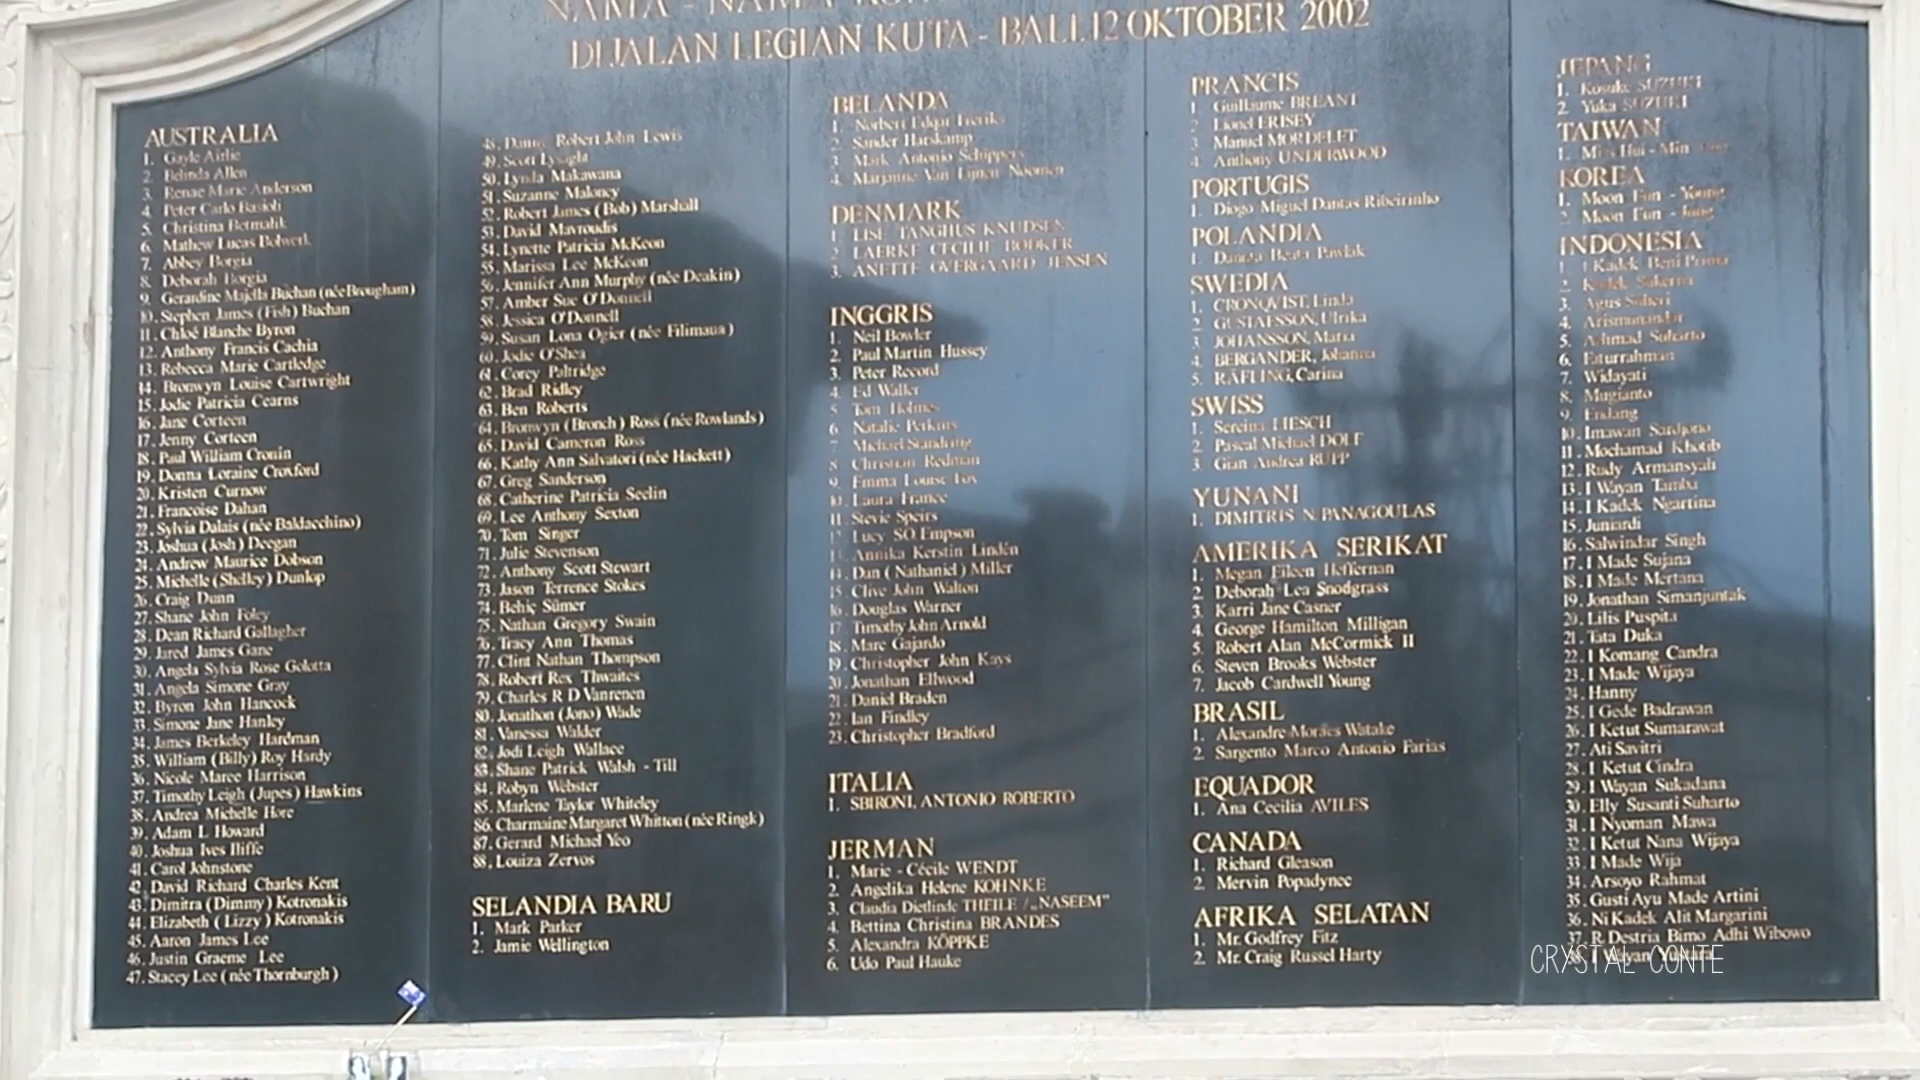 NAMA - NAMA
DIJALAN LEGIAN KUTA - BALI, 12 OKTOBER 2002
AUSTRALIA
1. Gayle Airlie
2. Belinda Allen
3. Renae Marie Anderson
4. Peter Carlo Basioli
5. Christina Betmalik
6. Mathew Lucas Bolwerk
7. Abbey Borgia
8. Deborah Borgia
9. Gerardine Majella Buchan (née Brougham)
10. Stephen James (Fish) Buchan
11. Chloé Blanche Byron
12. Anthony Francis Cachia
13. Rebecca Marie Cartledge
14. Bronwyn Louise Cartwright
15. Jodie Patricia Cearns
16. Jane Corteen
17. Jenny Corteen
18. Paul William Cronin
19. Donna Loraine Croxford
20. Kristen Curnow
21. Francoise Dahan
22. Sylvia Dalais (née Baldacchino)
23. Joshua (Josh) Deegan
24. Andrew Maurice Dobson
25. Michelle (Shelley) Dunlop
26. Craig Dunn
27. Shane John Foley
28. Dean Richard Gallagher
29. Jared James Gane
30. Angela Sylvia Rose Golotta
31. Angela Simone Gray
32. Byron John Hancock
33. Simone Jane Hanley
34. James Berkeley Hardman
35. William (Billy) Roy Hardy
36. Nicole Maree Harrison
37. Timothy Leigh (Jupes) Hawkins
38. Andrea Michelle Hore
39. Adam L Howard
40. Joshua Ives Iliffe
41. Carol Johnstone
42. David Richard Charles Kent
43. Dimitra (Dimmy) Kotronakis
44. Elizabeth (Lizzy) Kotronakis
45. Aaron James Lee
46. Justin Graeme Lee
47. Stacey Lee (née Thornburgh)
48. Danny Robert John Lewis
49. Scott Lysaght
50. Lynda Makawana
51. Suzanne Maloney
52. Robert James (Bob) Marshall
53. David Mavroudis
54. Lynette Patricia McKeon
55. Marissa Lee McKeon
56. Jennifer Ann Murphy (née Deakin)
57. Amber Sue O'Donnell
58. Jessica O'Donnell
59. Susan Lona Ogier (née Filimaua)
60. Jodie O'Shea
61. Corey Paltridge
62. Brad Ridley
63. Ben Roberts
64. Bronwyn (Bronch) Ross (née Rowlands)
65. David Cameron Ross
66. Kathy Ann Salvatori (née Hackett)
67. Greg Sanderson
68. Catherine Patricia Seelin
69. Lee Anthony Sexton
70. Tom Singer
71. Julie Stevenson
72. Anthony Scott Stewart
73. Jason Terrence Stokes
74. Behiç Sümer
75. Nathan Gregory Swain
76. Tracy Ann Thomas
77. Clint Nathan Thompson
78. Robert Rex Thwaites
79. Charles R D Vanrenen
80. Jonathon (Jono) Wade
81. Vanessa Walder
82. Jodi Leigh Wallace
83. Shane Patrick Walsh - Till
84. Robyn Webster
85. Marlene Taylor Whiteley
86. Charmaine Margaret Whitton (née Ringk)
87. Gerard Michael Yeo
88. Louiza Zervos
SELANDIA BARU
1. Mark Parker
2. Jamie Wellington
BELANDA
1. Norbert Edgar Freriks
2. Sander Harskamp
3. Mark Antonio Schippers
4. Marjanne Van Lijnen Noomen
DENMARK
1. LISE TANGHUS KNUDSEN
2. LAERKE CECILIE BODKER
3. ANETTE OVERGAARD JENSEN
INGGRIS
1. Neil Bowler
2. Paul Martin Hussey
3. Peter Record
4. Ed Waller
5. Tom Holmes
6. Natalie Perkins
7. Michael Standring
8. Christian Redman
9. Emma Louise Fox
10. Laura France
11. Stevie Speirs
12. Lucy SO Empson
13. Annika Kerstin Lindén
14. Dan (Nathaniel) Miller
15. Clive John Walton
16. Douglas Warner
17. Timothy John Arnold
18. Marc Gajardo
19. Christopher John Kays
20. Jonathan Ellwood
21. Daniel Braden
22. Ian Findley
23. Christopher Bradford
ITALIA
1. SBIRONI, ANTONIO ROBERTO
JERMAN
1. Marie - Cécile WENDT
2. Angelika Helene KOHNKE
3. Claudia Dietlinde THEILE /„NASEEM"
4. Bettina Christina BRANDES
5. Alexandra KÖPPKE
6. Udo Paul Hauke
PRANCIS
1. Guillaume BREANT
2. Lionel ERISEY
3. Manuel MORDELET
4. Anthony UNDERWOOD
PORTUGIS
1. Diogo Miguel Dantas Ribeirinho
POLANDIA
1. Danuta Beata Pawlak
SWEDIA
1. CRONQVIST, Linda
2. GUSTAFSSON, Ulrika
3. JOHANSSON, Maria
4. BERGANDER, Johanna
5. RÄFLING, Carina
SWISS
1. Sereina LIESCH
2. Pascal Michael DOLF
3. Gian Andrea RUPP
YUNANI
1. DIMITRIS N. PANAGOULAS
AMERIKA SERIKAT
1. Megan Eileen Heffernan
2. Deborah Lea Snodgrass
3. Karri Jane Casner
4. George Hamilton Milligan
5. Robert Alan McCormick II
6. Steven Brooks Webster
7. Jacob Cardwell Young
BRASIL
1. Alexandre Moraes Watake
2. Sargento Marco Antonio Farias
EQUADOR
1. Ana Cecilia AVILES
CANADA
1. Richard Gleason
2. Mervin Popadynec
AFRIKA SELATAN
1. Mr. Godfrey Fitz
2. Mr. Craig Russel Harty
JEPANG
1. Kosuke SUZUKI
2. Yuka SUZUKI
TAIWAN
1. Hui - Min
KOREA
1. Moon Eun - Young
2. Moon Eun - Jung
INDONESIA
1. I Kadek Beni Prima
2. Kadek Sukerna
3. Agus Suheri
4. Arismunandar
5. Achmad Suharto
6. Faturrahman
7. Widayati
8. Mugianto
9. Endang
10. Imawan Sardjono
11. Mochamad Khotib
12. Rudy Armansyah
13. I Wayan Tamba
14. I Kadek Ngartina
15. Juniardi
16. Salwindar Singh
17. I Made Sujana
18. I Made Mertana
19. Jonathan Simanjuntak
20. Lilis Puspita
21. Tata Duka
22. I Komang Candra
23. I Made Wijaya
24. Hanny
25. I Gede Badrawan
26. I Ketut Sumarawat
27. Ati Savitri
28. I Ketut Cindra
29. I Wayan Sukadana
30. Elly Susanti Suharto
31. I Nyoman Mawa
32. I Ketut Nana Wijaya
33. I Made Wija
34. Arsoyo Rahmat
35. Gusti Ayu Made Artini
36. Ni Kadek Alit Margarini
37. R. Destria Bimo Adhi Wibowo
38. I Wayan Yustara
CRYSTAL CONTE